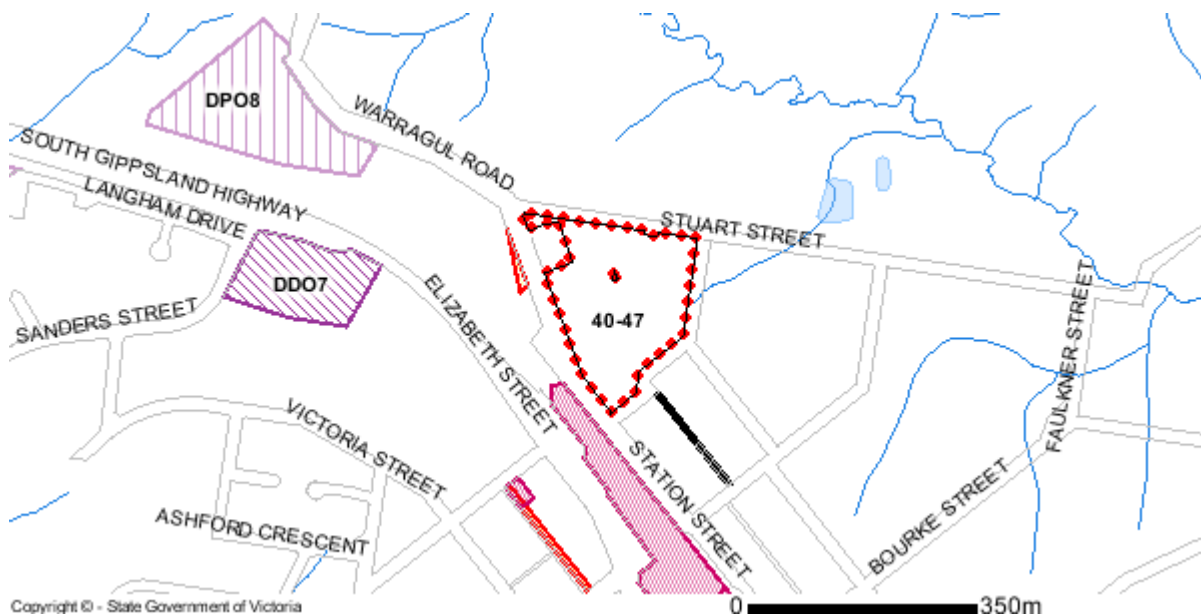 DPO8
WARRAGUL ROAD
SOUTH GIPPSLAND HIGHWAY
LANGHAM DRIVE
STUART STREET
DDO7
ELIZABETH STREET
40-47
SANDERS STREET
FAULKNER STREET
VICTORIA STREET
STATION STREET
ASHFORD CRESCENT
BOURKE STREET
Copyright © - State Government of Victoria
0 350m